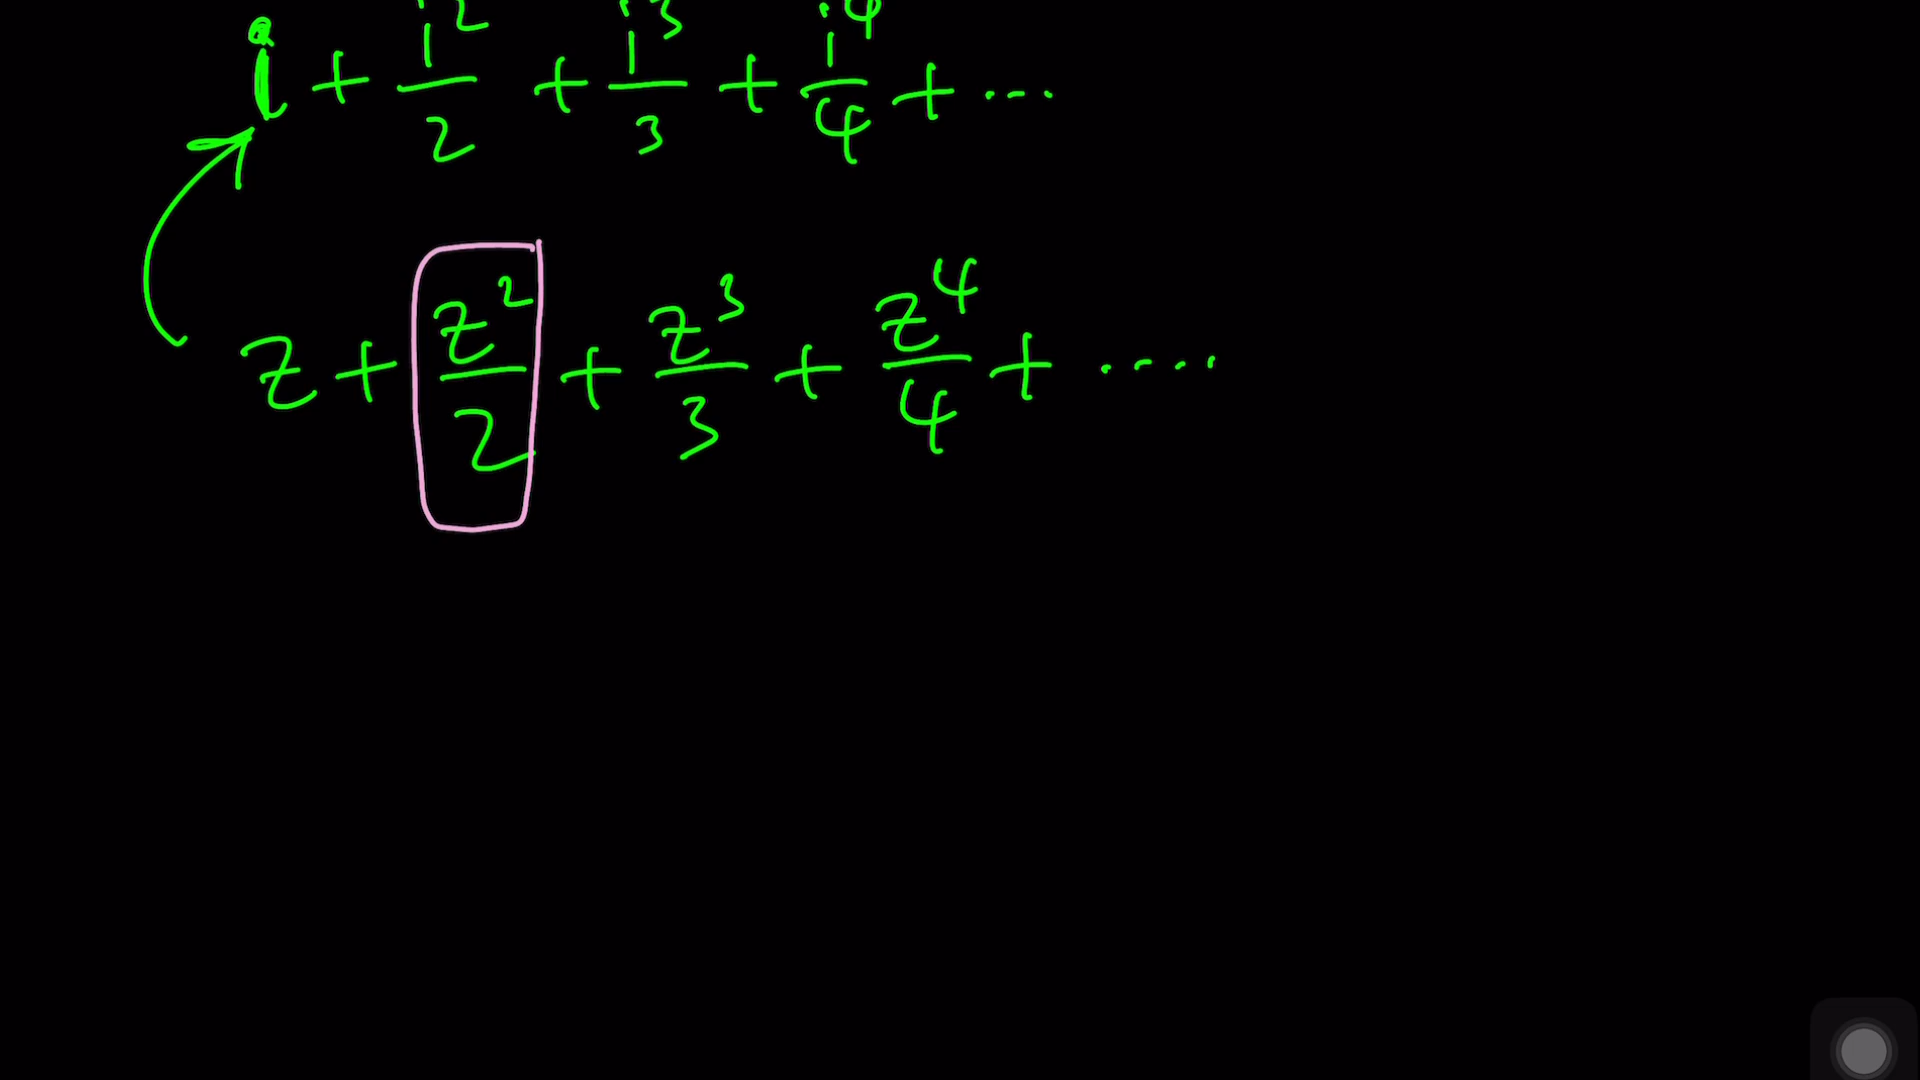 i + i²/2 + i³/3 + i⁴/4 + ...
z + z²/2 + z³/3 + z⁴/4 + ....